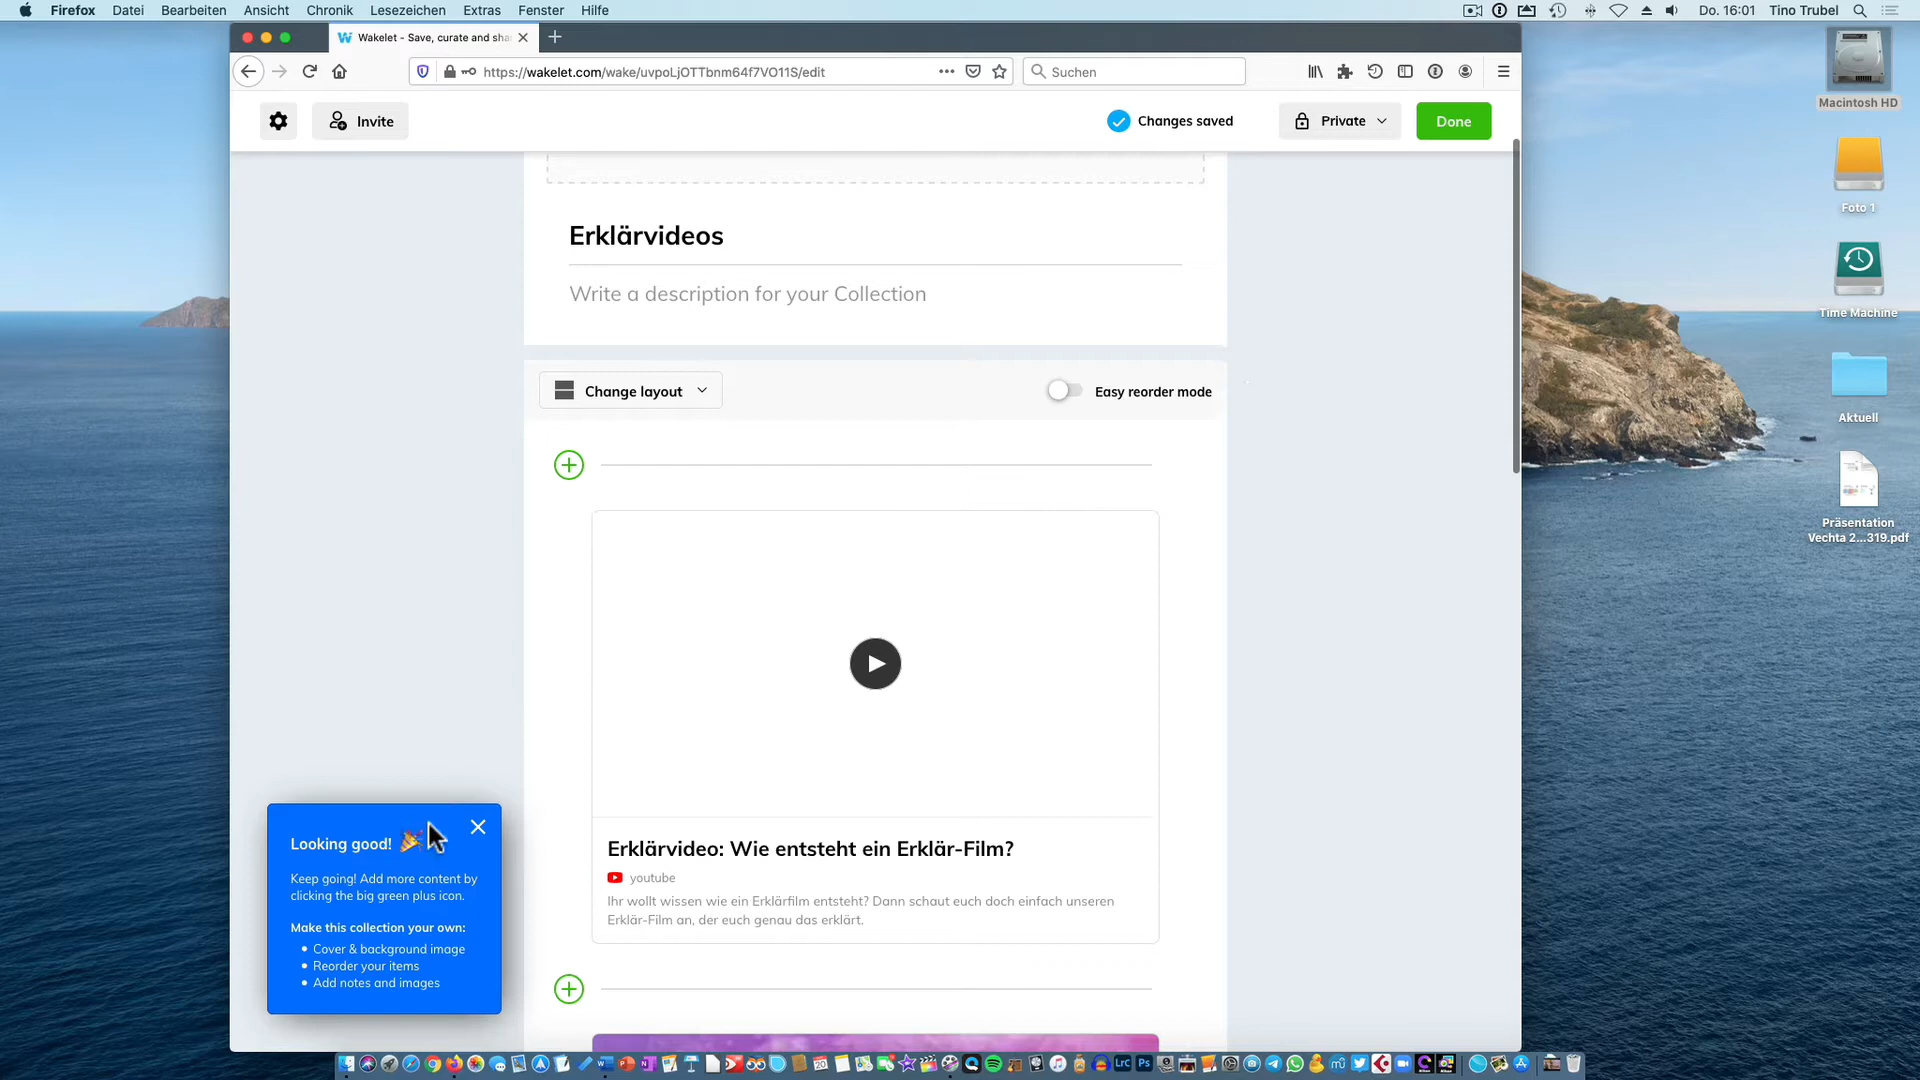 Firefox Datei Bearbeiten Ansicht Chronik Lesezeichen Extras Fenster Hilfe Do. 16:01 Tino Trubel
Wakelet - Save, curate and sha
https://wakelet.com/wake/uvpoLjOTTbnm64f7VO11S/edit Suchen
Invite Changes saved Private Done
Erklärvideos
Write a description for your Collection
Change layout Easy reorder mode
Erklärvideo: Wie entsteht ein Erklär-Film?
youtube
Ihr wollt wissen wie ein Erklärfilm entsteht? Dann schaut euch doch einfach unseren
Erklär-Film an, der euch genau das erklärt.
Looking good!
Keep going! Add more content by
clicking the big green plus icon.
Make this collection your own:
• Cover & background image
• Reorder your items
• Add notes and images
Macintosh HD
Foto 1
Time Machine
Aktuell
Präsentation
Vechta 2...319.pdf